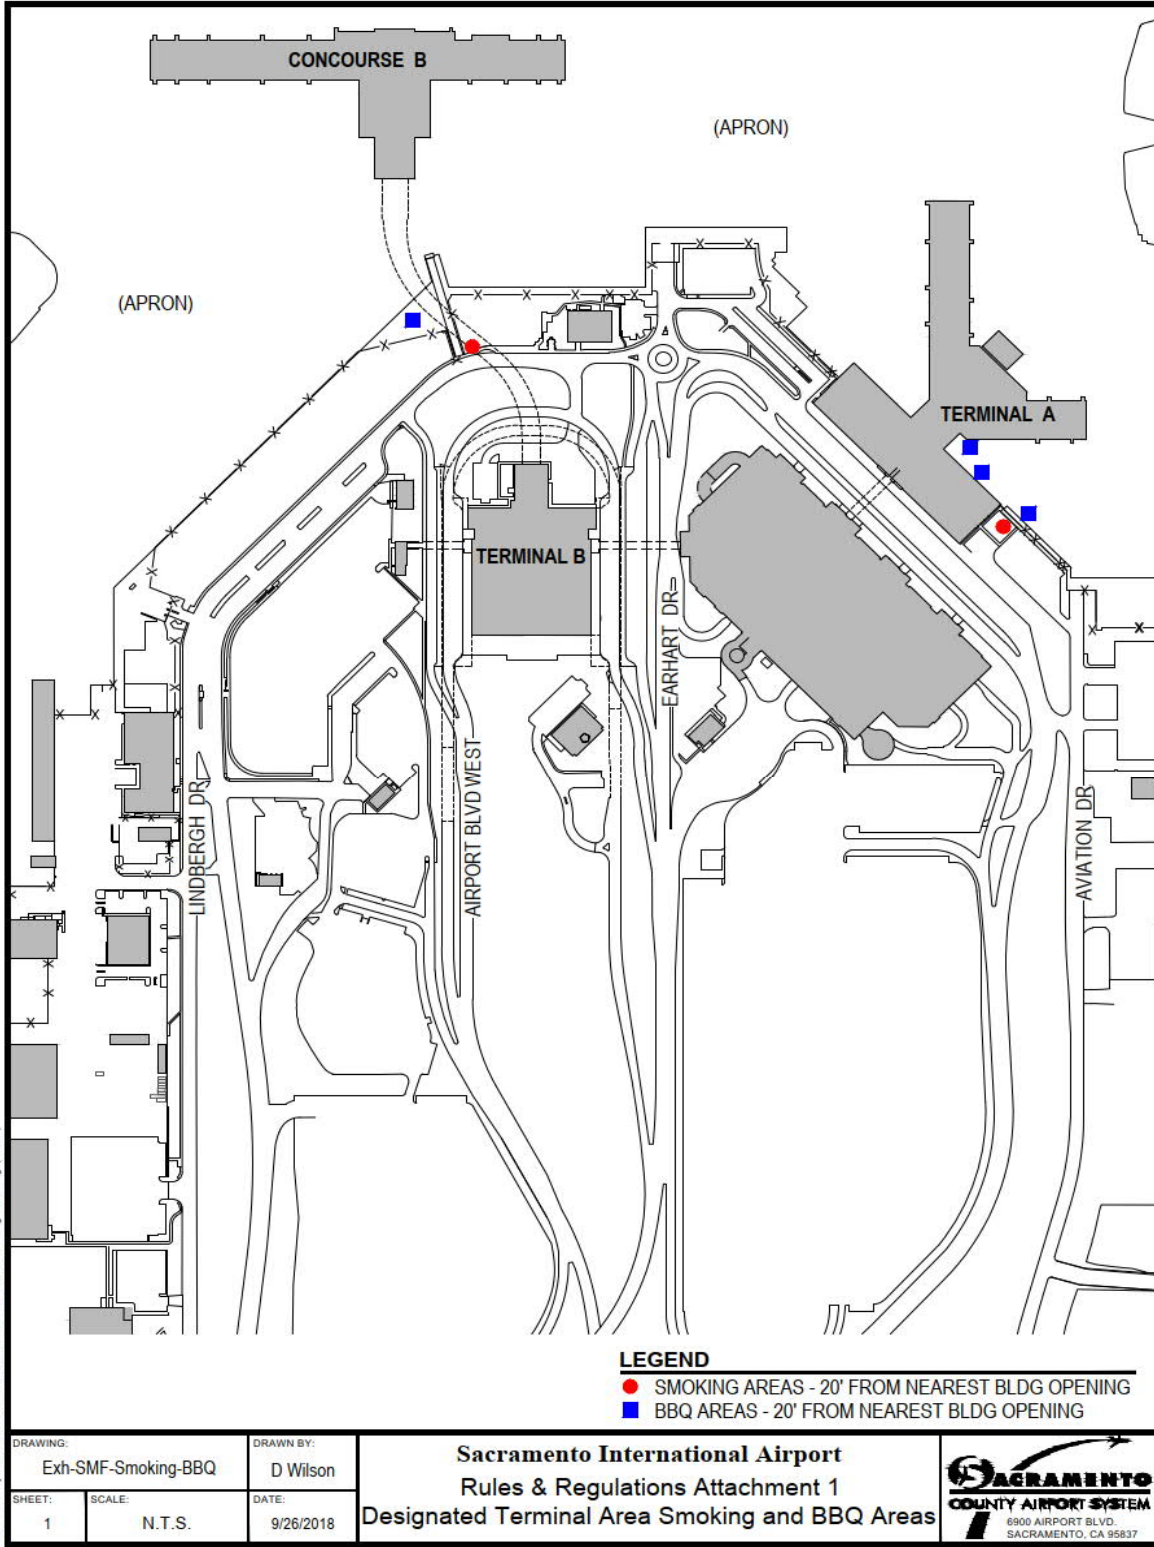 CONCOURSE B
(APRON)
(APRON)
TERMINAL A
TERMINAL B
EARHART DR
LINDBERGH DR
AIRPORT BLVD WEST
AVIATION DR
LEGEND
SMOKING AREAS - 20' FROM NEAREST BLDG OPENING
BBQ AREAS - 20' FROM NEAREST BLDG OPENING
DRAWING:
Exh-SMF-Smoking-BBQ
DRAWN BY:
D Wilson
SHEET:
1
SCALE:
N.T.S.
DATE:
9/26/2018
Sacramento International Airport
Rules & Regulations Attachment 1
Designated Terminal Area Smoking and BBQ Areas
SACRAMENTO
COUNTY AIRPORT SYSTEM
6900 AIRPORT BLVD.
SACRAMENTO, CA 95837